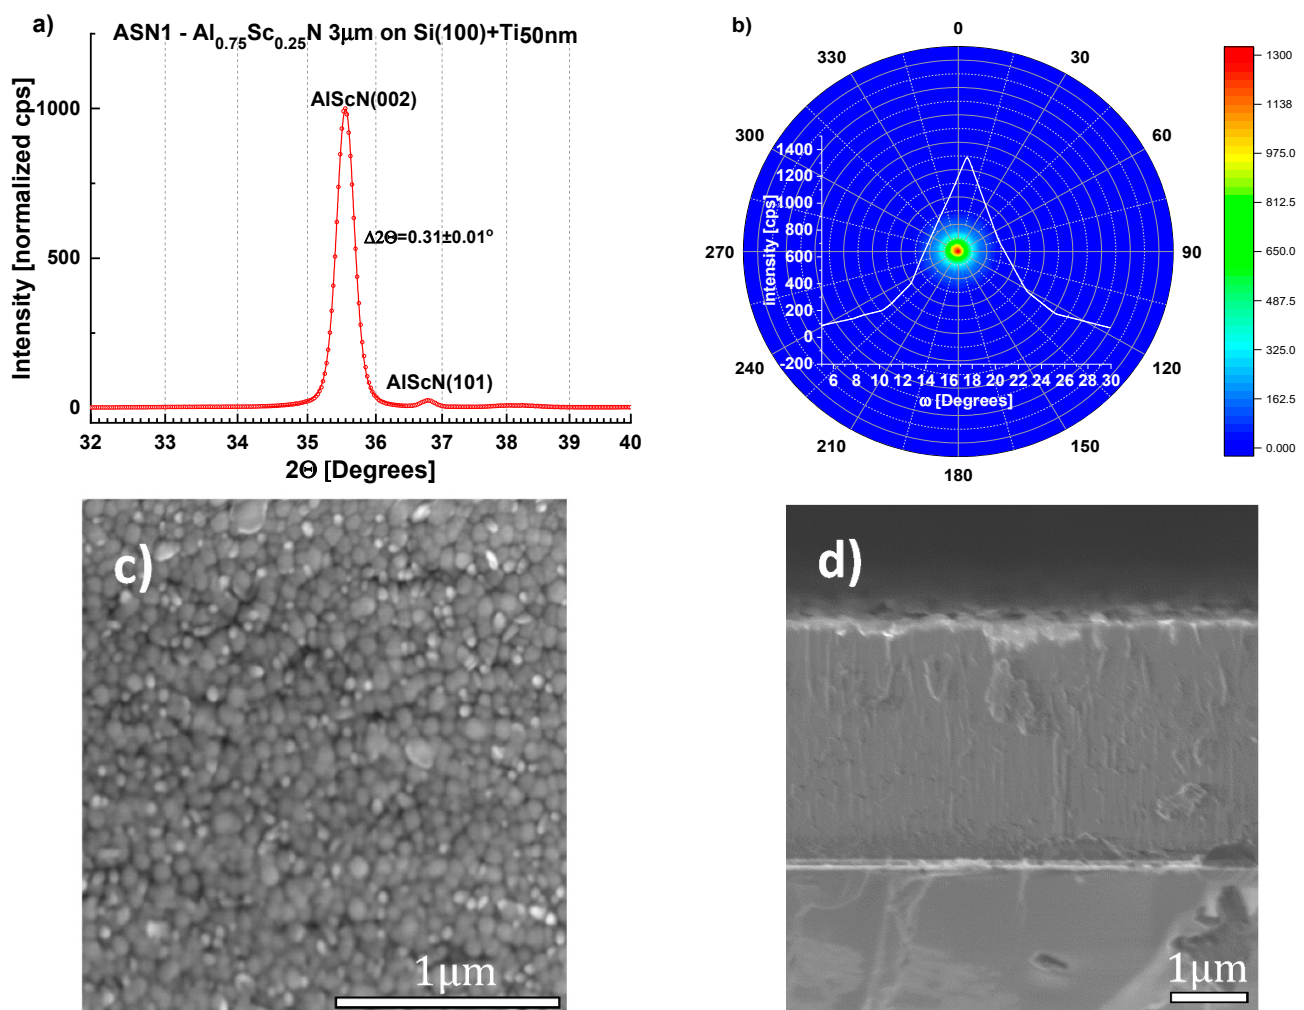 a)
ASN1 - Al0.75Sc0.25N 3μm on Si(100)+Ti50nm
Intensity [normalized cps]
1000
500
0
AlScN(002)
Δ2Θ=0.31±0.01°
AlScN(101)
32 33 34 35 36 37 38 39 40
2Θ [Degrees]
b)
0
30
60
90
120
150
180
210
240
270
300
330
intensity [cps]
1400
1200
1000
800
600
400
200
0
-200
6 8 10 12 14 16 18 20 22 24 26 28 30
ω [Degrees]
1300
1138
975.0
812.5
650.0
487.5
325.0
162.5
0.000
c)
1μm
d)
1μm